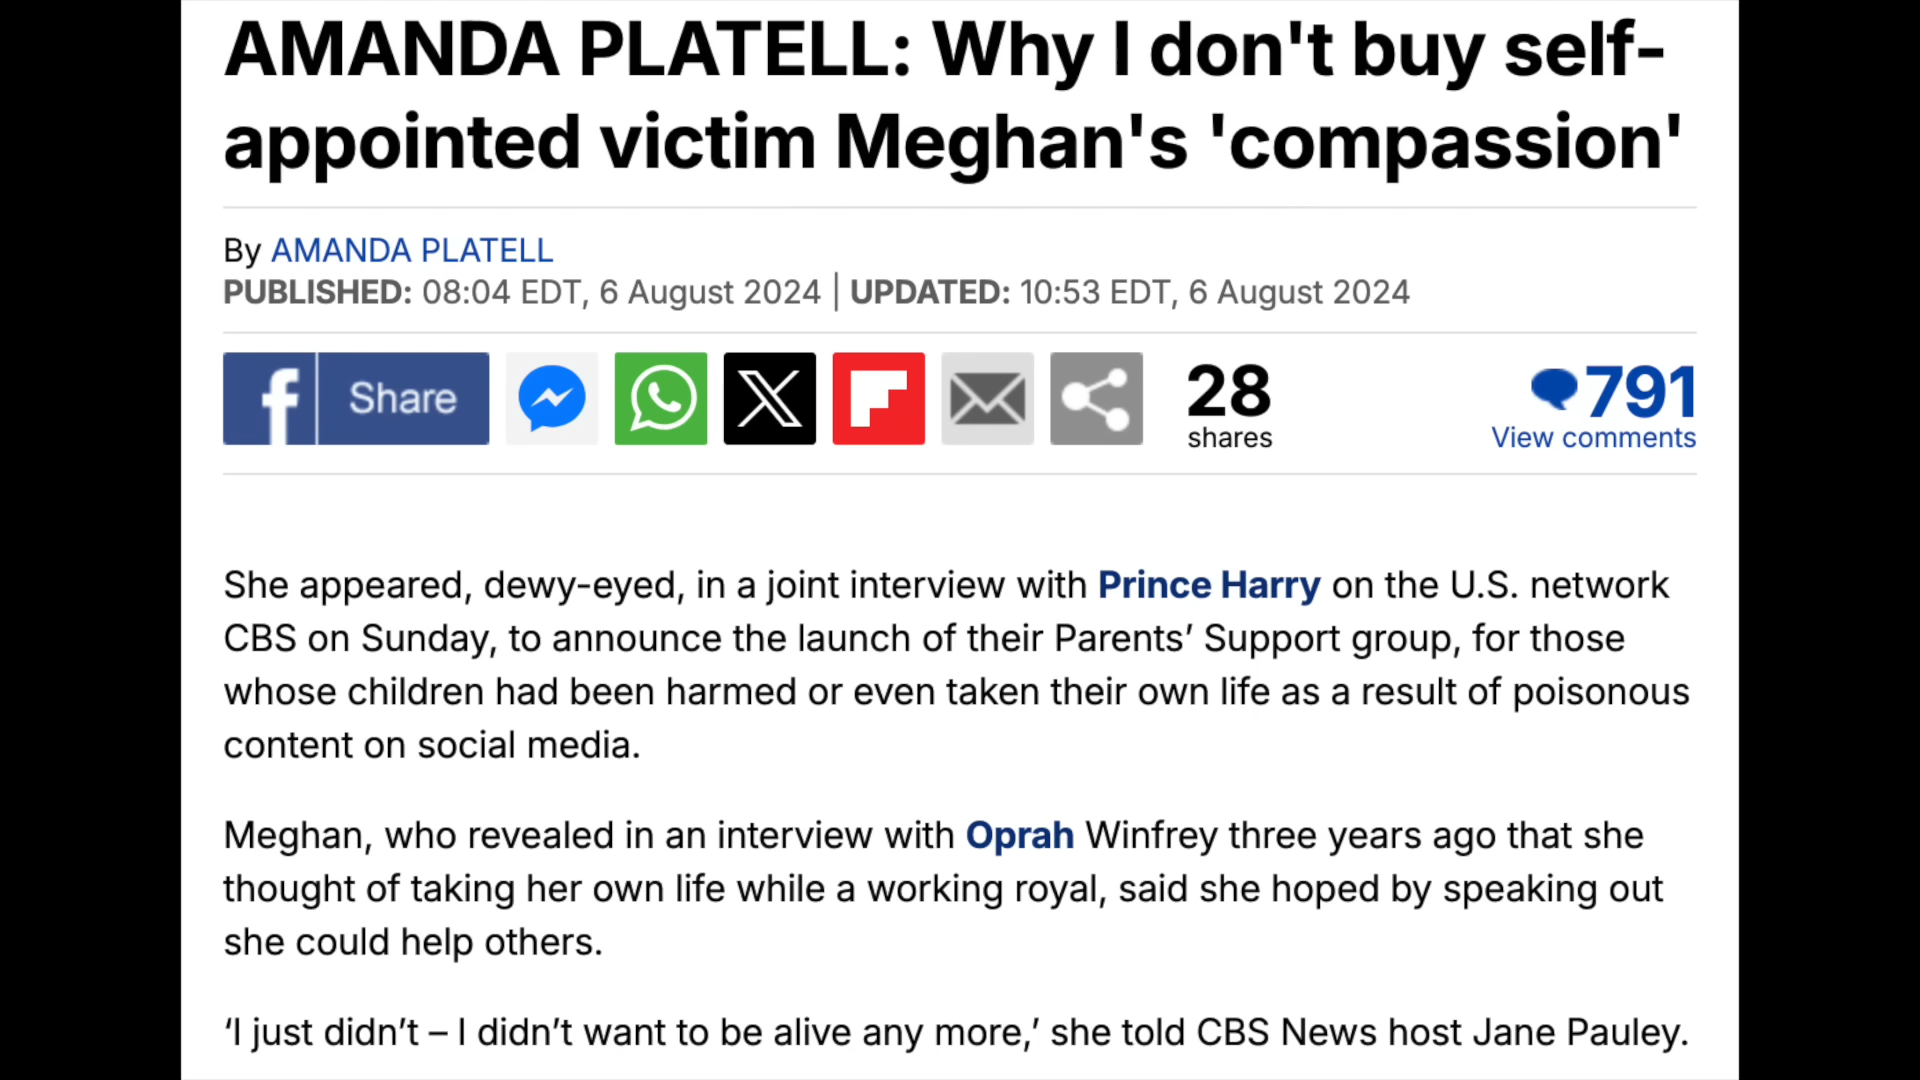 AMANDA PLATELL: Why I don't buy self-
appointed victim Meghan's 'compassion'
By AMANDA PLATELL
PUBLISHED: 08:04 EDT, 6 August 2024 | UPDATED: 10:53 EDT, 6 August 2024
f Share 28 791
shares View comments
She appeared, dewy-eyed, in a joint interview with Prince Harry on the U.S. network
CBS on Sunday, to announce the launch of their Parents’ Support group, for those
whose children had been harmed or even taken their own life as a result of poisonous
content on social media.
Meghan, who revealed in an interview with Oprah Winfrey three years ago that she
thought of taking her own life while a working royal, said she hoped by speaking out
she could help others.
‘I just didn’t – I didn’t want to be alive any more,’ she told CBS News host Jane Pauley.